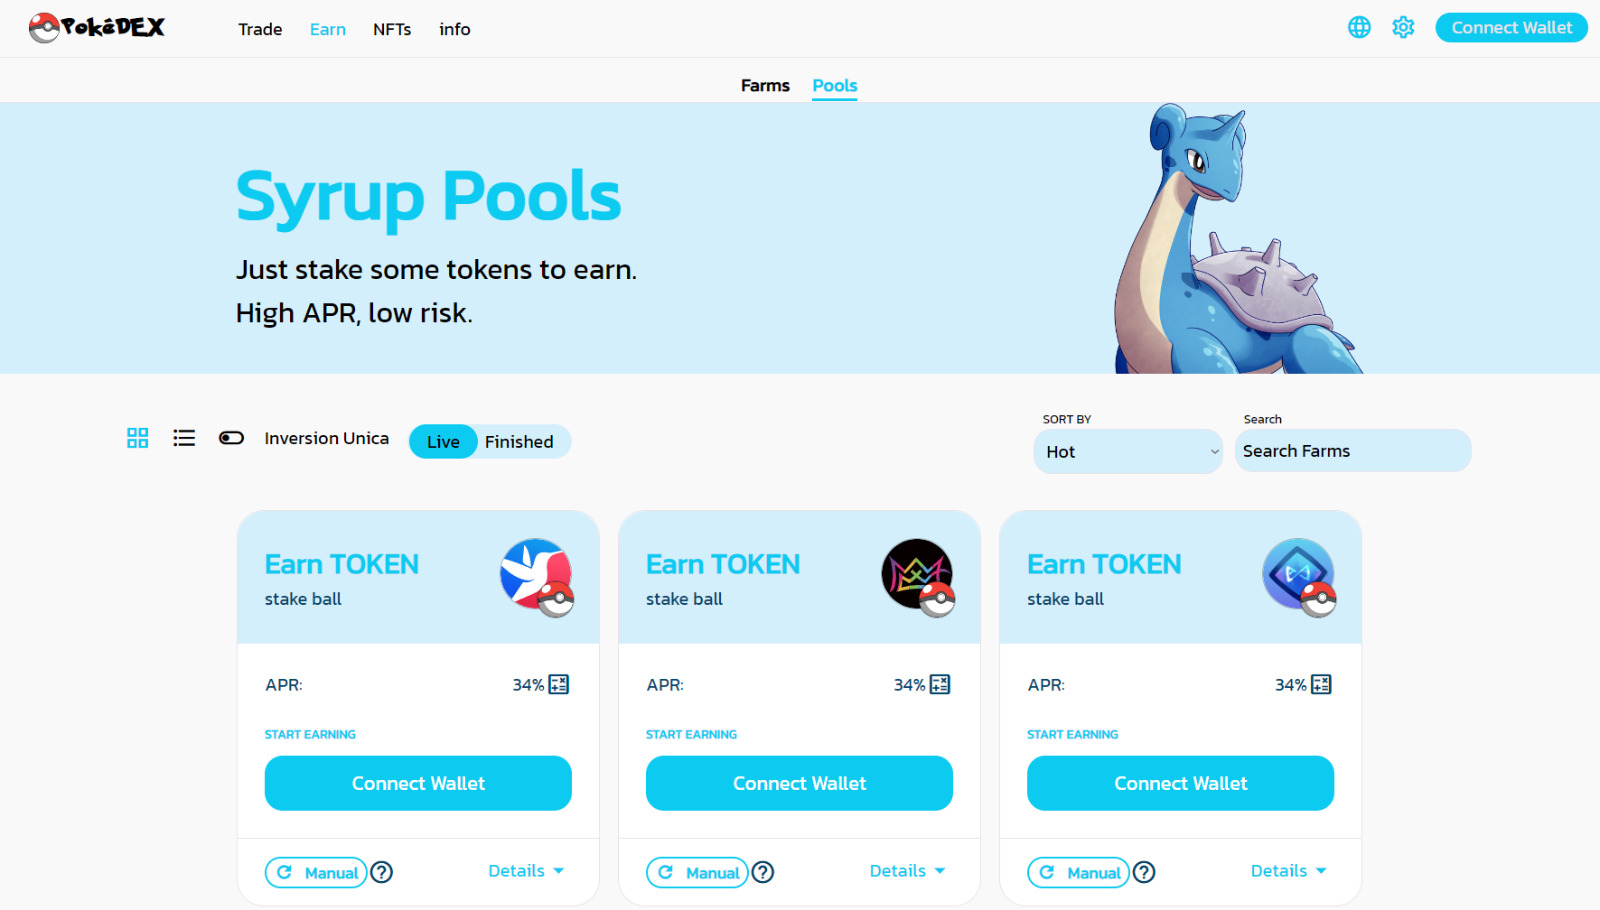 PokéDEX
Trade Earn NFTs info
Connect Wallet
Farms Pools
Syrup Pools
Just stake some tokens to earn.
High APR, low risk.
Inversion Unica
Live Finished
SORT BY
Hot
Search
Search Farms
Earn TOKEN
stake ball
APR: 34%
START EARNING
Connect Wallet
Manual Details
Earn TOKEN
stake ball
APR: 34%
START EARNING
Connect Wallet
Manual Details
Earn TOKEN
stake ball
APR: 34%
START EARNING
Connect Wallet
Manual Details